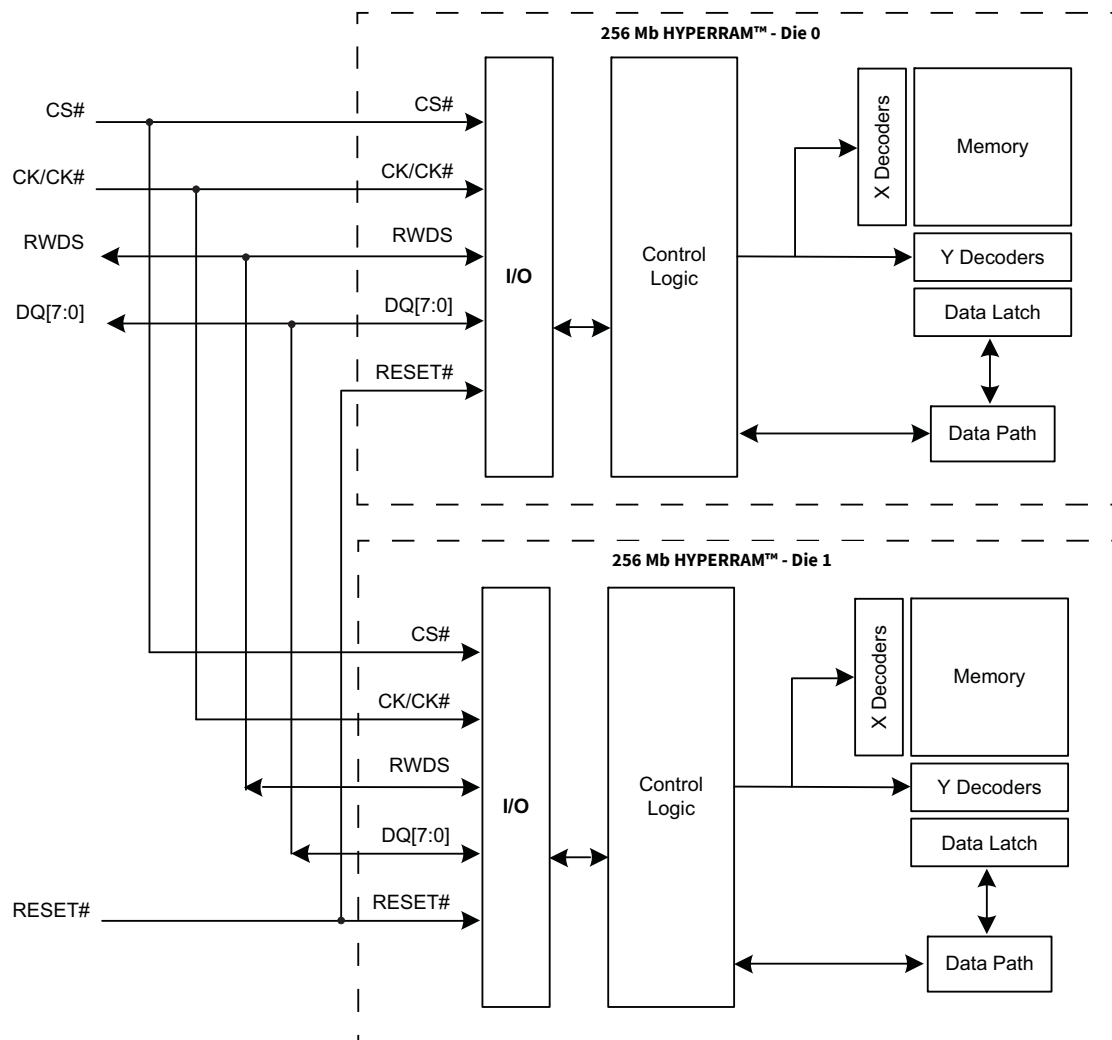 256 Mb HYPERRAM™ - Die 0
CS#
CS#
X Decoders
Memory
CK/CK#
CK/CK#
RWDS
RWDS
I/O
Control
Logic
Y Decoders
DQ[7:0]
DQ[7:0]
Data Latch
RESET#
Data Path
256 Mb HYPERRAM™ - Die 1
CS#
X Decoders
Memory
CK/CK#
RWDS
I/O
Control
Logic
Y Decoders
DQ[7:0]
Data Latch
RESET#
RESET#
Data Path